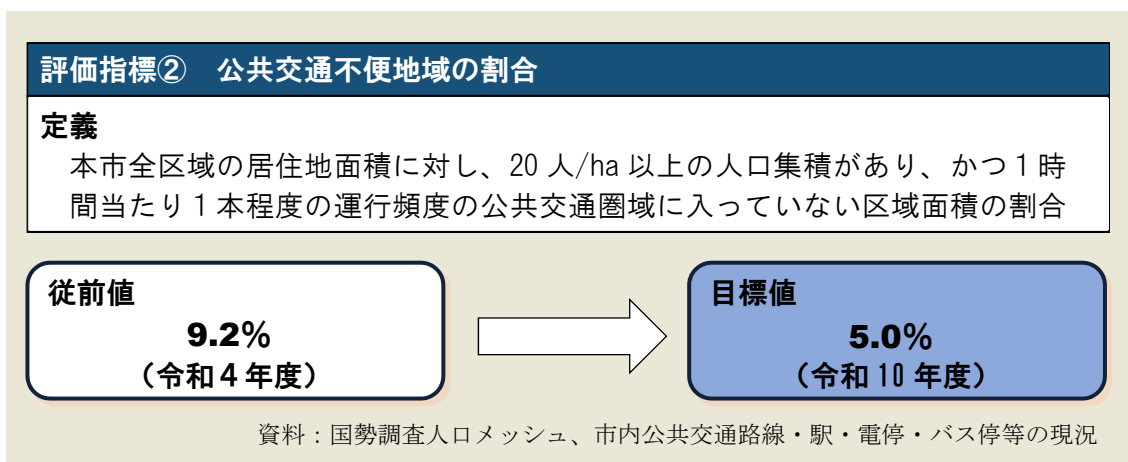 評価指標② 公共交通不便地域の割合
定義
本市全区域の居住地面積に対し、20 人/ha 以上の人口集積があり、かつ1時
間当たり1本程度の運行頻度の公共交通圏域に入っていない区域面積の割合
従前値
9.2%
（令和4年度）
目標値
5.0%
（令和 10 年度）
資料：国勢調査人口メッシュ、市内公共交通路線・駅・電停・バス停等の現況